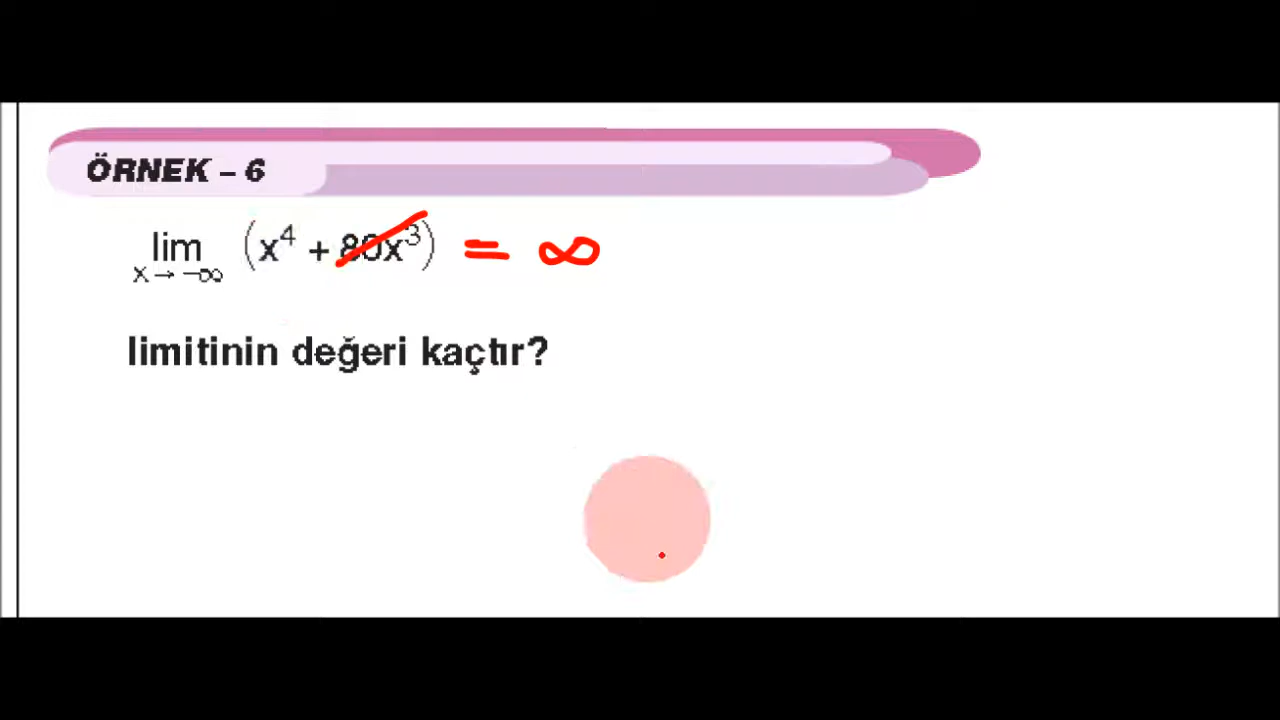 ÖRNEK – 6
lim (x⁴ + 80x³) = ∞
x → –∞
limitinin değeri kaçtır?